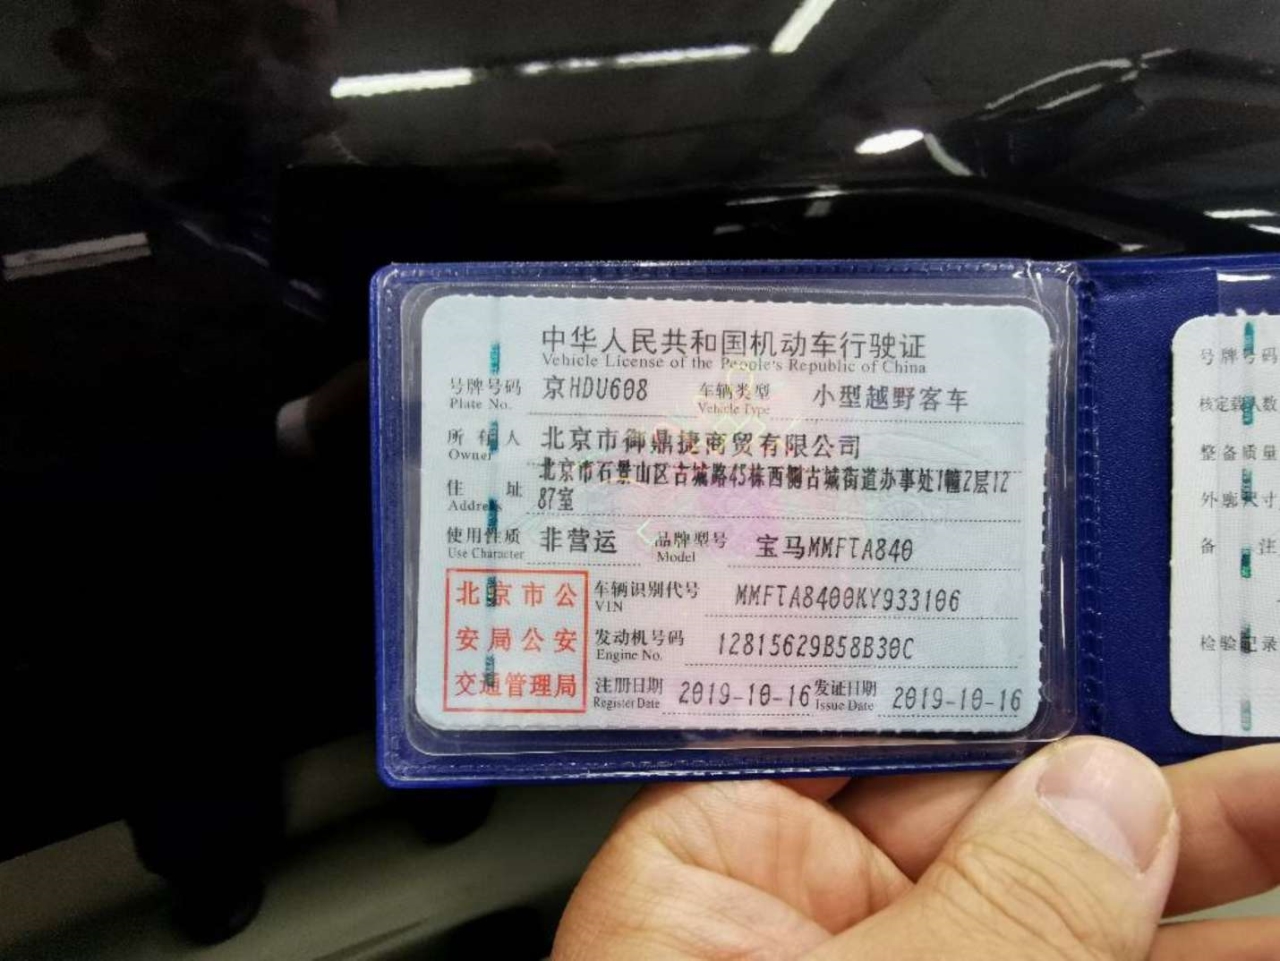 中华人民共和国机动车行驶证
Vehicle License of the People's Republic of China
号牌号码 京HDU608 车辆类型 小型越野客车
Plate No. Vehicle Type
所有人 北京市御鼎捷商贸有限公司
Owner
住址 北京市石景山区古城路45栋西侧古城街道办事处1幢2层12
Address 87室
使用性质 非营运 品牌型号 宝马MMFTA840
Use Character Model
北京市公 车辆识别代号 MMFTA8400KY933106
VIN
安局公安 发动机号码 12815629B58B30C
Engine No.
交通管理局 注册日期 2019-10-16 发证日期 2019-10-16
Register Date Issue Date
号牌号码
核定载人数
整备质量
外廓尺寸
备注
检验记录